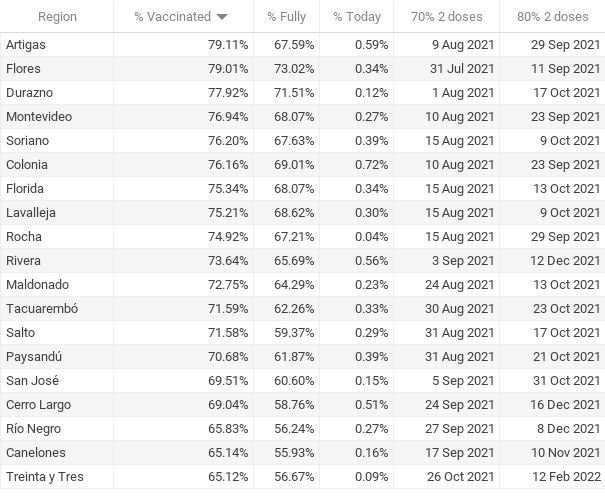 Region % Vaccinated % Fully % Today 70% 2 doses 80% 2 doses
Artigas 79.11% 67.59% 0.59% 9 Aug 2021 29 Sep 2021
Flores 79.01% 73.02% 0.34% 31 Jul 2021 11 Sep 2021
Durazno 77.92% 71.51% 0.12% 1 Aug 2021 17 Oct 2021
Montevideo 76.94% 68.07% 0.27% 10 Aug 2021 23 Sep 2021
Soriano 76.20% 67.63% 0.39% 15 Aug 2021 9 Oct 2021
Colonia 76.16% 69.01% 0.72% 10 Aug 2021 23 Sep 2021
Florida 75.34% 68.07% 0.34% 15 Aug 2021 13 Oct 2021
Lavalleja 75.21% 68.62% 0.30% 15 Aug 2021 9 Oct 2021
Rocha 74.92% 67.21% 0.04% 15 Aug 2021 29 Sep 2021
Rivera 73.64% 65.69% 0.56% 3 Sep 2021 12 Dec 2021
Maldonado 72.75% 64.29% 0.23% 24 Aug 2021 13 Oct 2021
Tacuarembó 71.59% 62.26% 0.33% 30 Aug 2021 23 Oct 2021
Salto 71.58% 59.37% 0.29% 31 Aug 2021 17 Oct 2021
Paysandú 70.68% 61.87% 0.39% 31 Aug 2021 21 Oct 2021
San José 69.51% 60.60% 0.15% 5 Sep 2021 31 Oct 2021
Cerro Largo 69.04% 58.76% 0.51% 24 Sep 2021 16 Dec 2021
Río Negro 65.83% 56.24% 0.27% 27 Sep 2021 8 Dec 2021
Canelones 65.14% 55.93% 0.16% 17 Sep 2021 10 Nov 2021
Treinta y Tres 65.12% 56.67% 0.09% 26 Oct 2021 12 Feb 2022